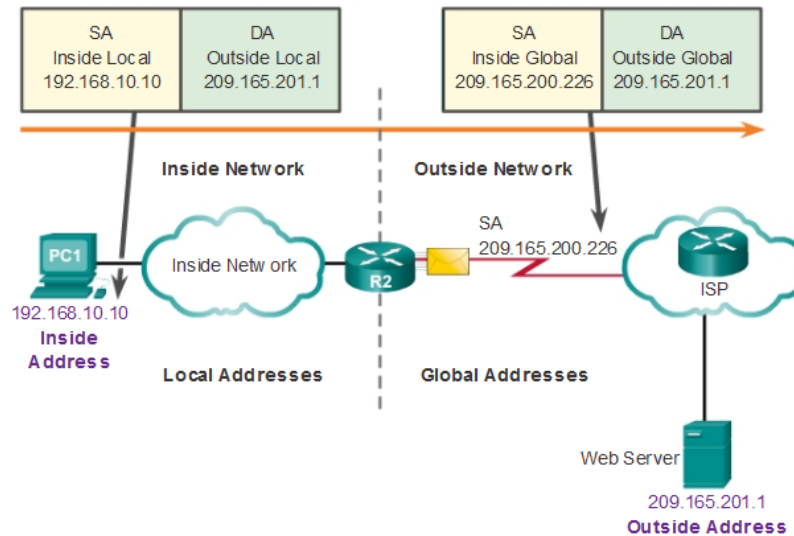 SA
Inside Local
192.168.10.10
DA
Outside Local
209.165.201.1
SA
Inside Global
209.165.200.226
DA
Outside Global
209.165.201.1
Inside Network
Outside Network
SA
209.165.200.226
PC1
Inside Network
R2
ISP
192.168.10.10
Inside
Address
Local Addresses
Global Addresses
Web Server
209.165.201.1
Outside Address